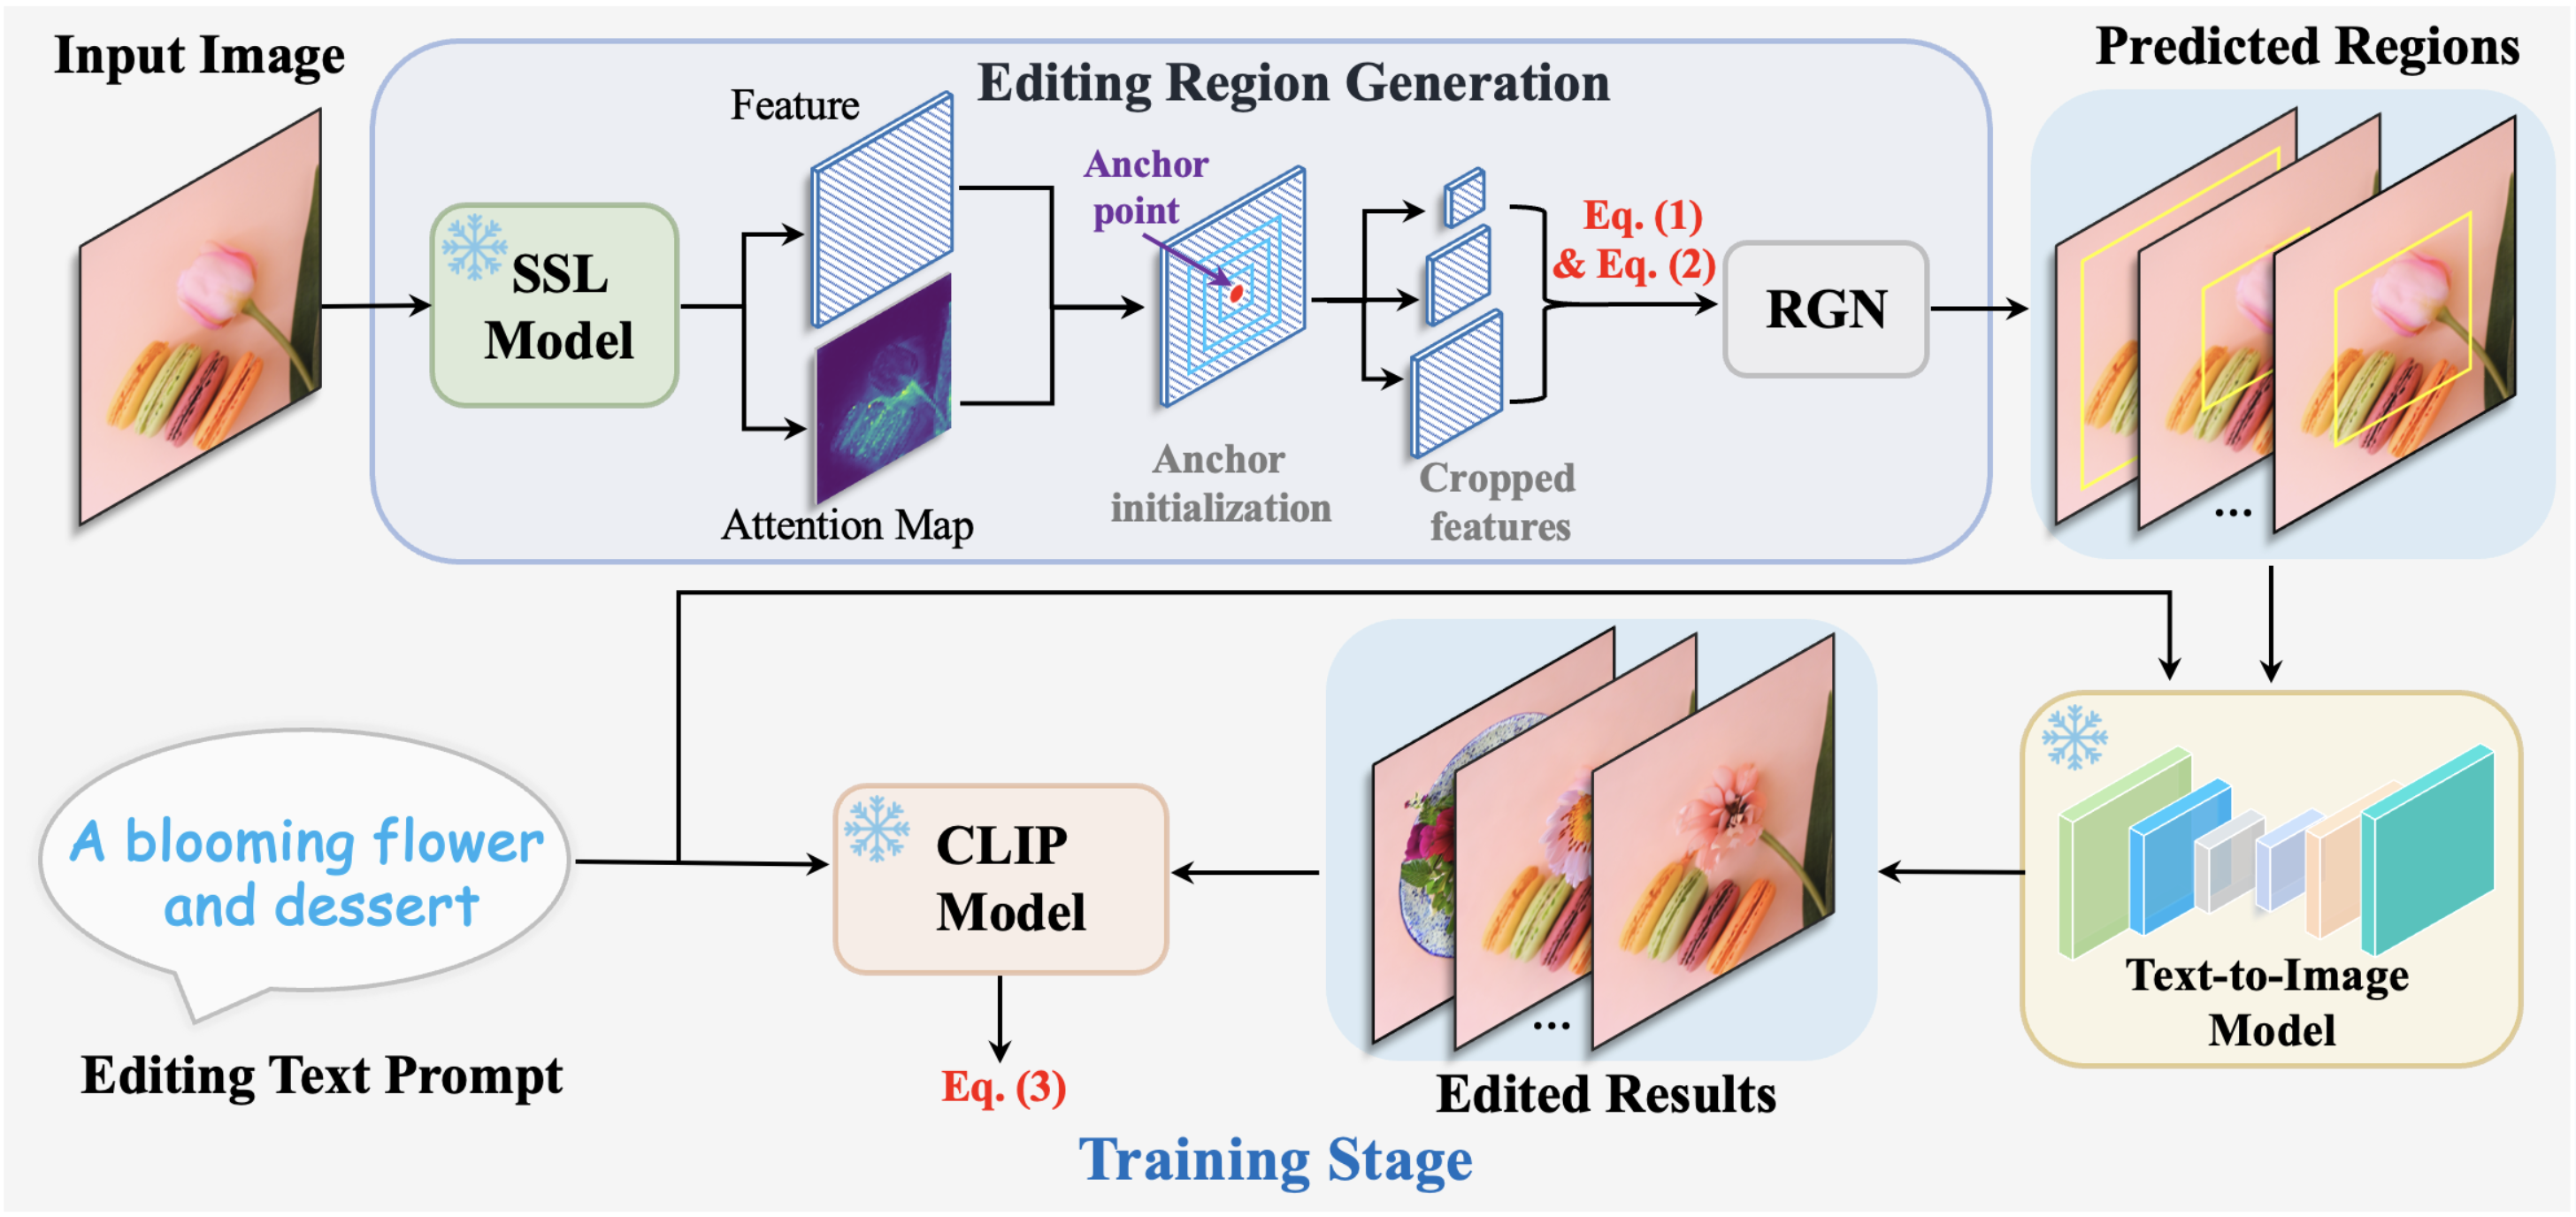 Input Image
Editing Region Generation
Predicted Regions
Feature
Anchor
point
SSL
Model
Eq. (1)
& Eq. (2)
RGN
Attention Map
Anchor
initialization
Cropped
features
...
A blooming flower
and dessert
Editing Text Prompt
CLIP
Model
Eq. (3)
...
Edited Results
Text-to-Image
Model
Training Stage